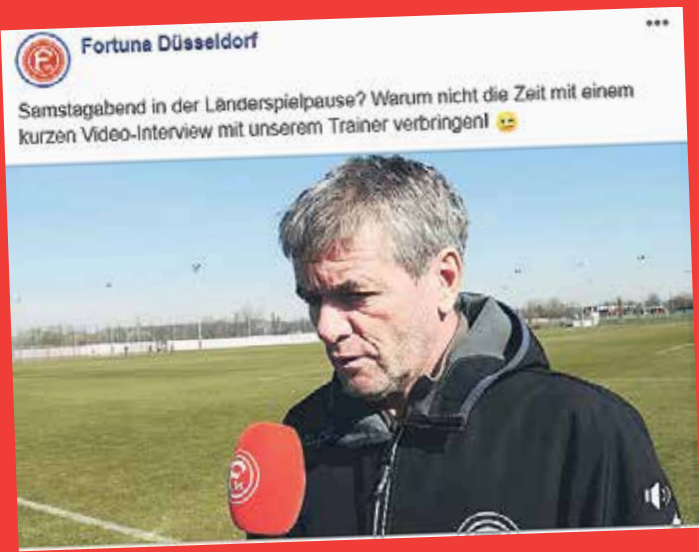 Fortuna Düsseldorf
Samstagabend in der Länderspielpause? Warum nicht die Zeit mit einem
kurzen Video-Interview mit unserem Trainer verbringen!